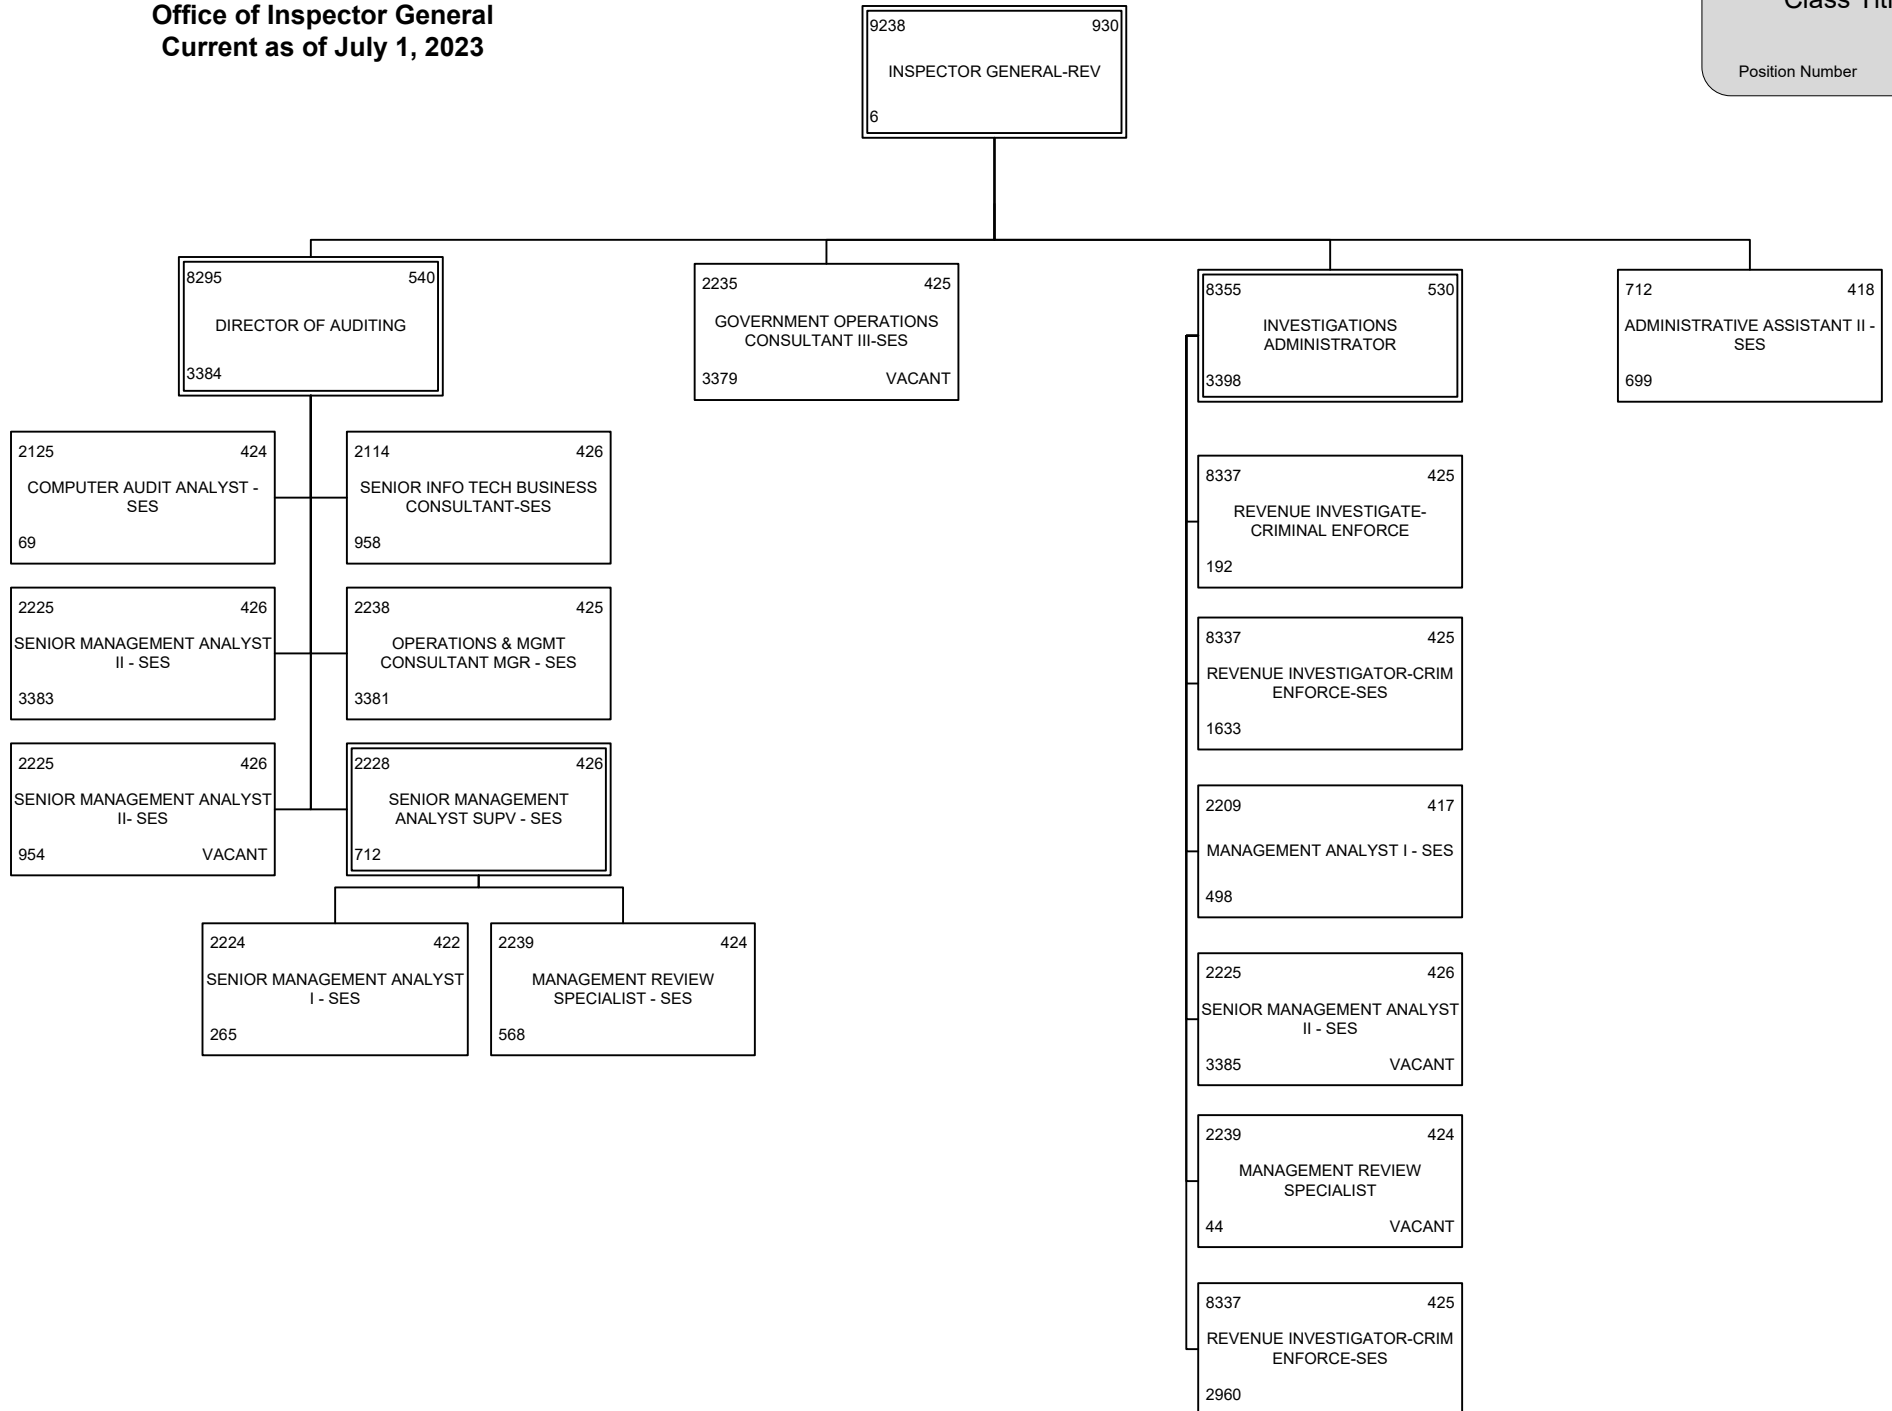 Office of Inspector General
Current as of July 1, 2023
Position Number
9238 930
INSPECTOR GENERAL-REV
6
8295 540
DIRECTOR OF AUDITING
3384
2235 425
GOVERNMENT OPERATIONS
CONSULTANT III-SES
3379 VACANT
8355 530
INVESTIGATIONS
ADMINISTRATOR
3398
712 418
ADMINISTRATIVE ASSISTANT II -
SES
699
2125 424
COMPUTER AUDIT ANALYST -
SES
69
2114 426
SENIOR INFO TECH BUSINESS
CONSULTANT-SES
958
2225 426
SENIOR MANAGEMENT ANALYST
II - SES
3383
2238 425
OPERATIONS & MGMT
CONSULTANT MGR - SES
3381
2225 426
SENIOR MANAGEMENT ANALYST
II- SES
954 VACANT
2228 426
SENIOR MANAGEMENT
ANALYST SUPV - SES
712
2224 422
SENIOR MANAGEMENT ANALYST
I - SES
265
2239 424
MANAGEMENT REVIEW
SPECIALIST - SES
568
8337 425
REVENUE INVESTIGATE-
CRIMINAL ENFORCE
192
8337 425
REVENUE INVESTIGATOR-CRIM
ENFORCE-SES
1633
2209 417
MANAGEMENT ANALYST I - SES
498
2225 426
SENIOR MANAGEMENT ANALYST
II - SES
3385 VACANT
2239 424
MANAGEMENT REVIEW
SPECIALIST
44 VACANT
8337 425
REVENUE INVESTIGATOR-CRIM
ENFORCE-SES
2960